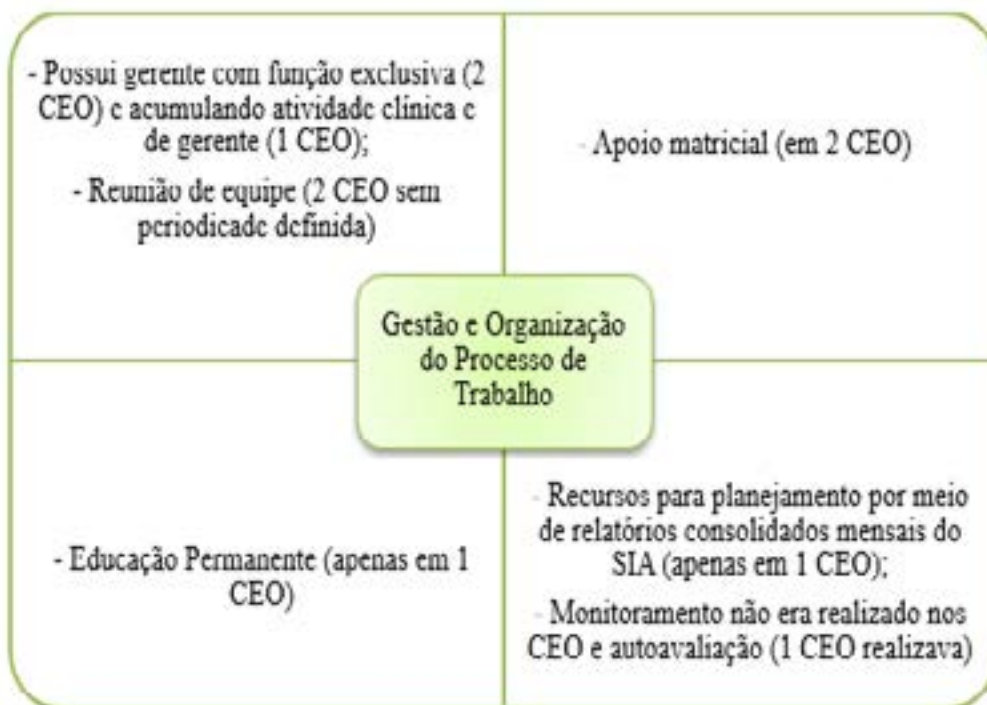 - Possui gerente com função exclusiva (2
CEO) e acumulando atividade clínica e
de gerente (1 CEO);
- Reunião de equipe (2 CEO sem
periodicade definida)
- Apoio matricial (em 2 CEO)
Gestão e Organização
do Processo de
Trabalho
- Educação Permanente (apenas em 1
CEO)
- Recursos para planejamento por meio
de relatórios consolidados mensais do
SIA (apenas em 1 CEO);
- Monitoramento não era realizado nos
CEO e autoavaliação (1 CEO realizava)